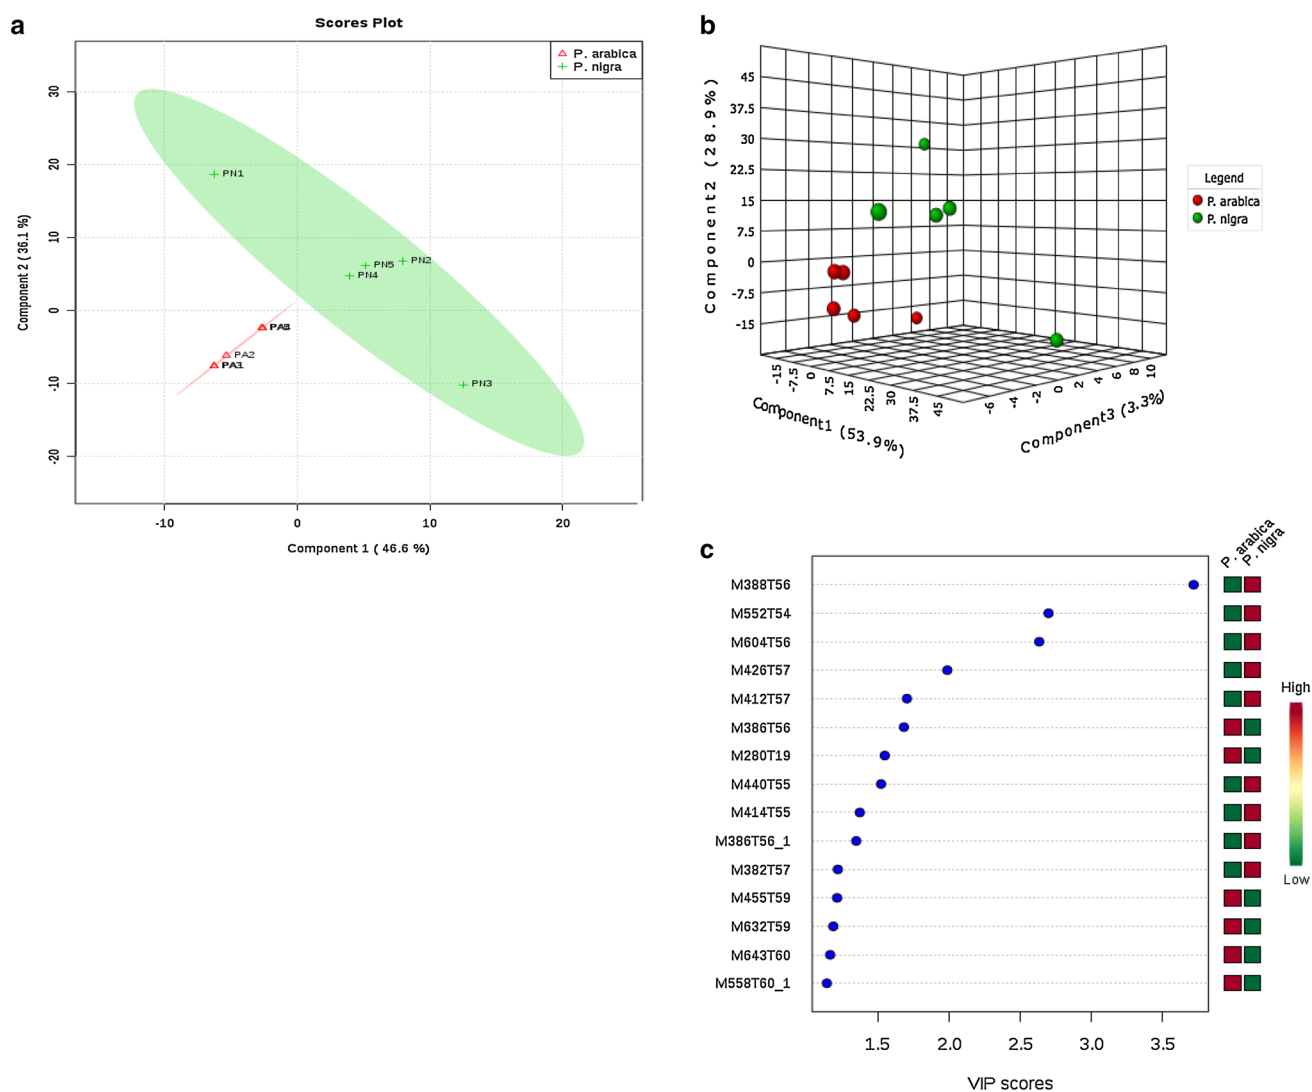 a
Scores Plot
P. arabica
P. nigra
30
20
10
0
-10
-20
Component 2 ( 36.1 %)
PN1
PN5
PN2
PN4
PN3
PA2
-10
0
10
20
Component 1 ( 46.6 %)
b
45
37.5
30
22.5
15
7.5
0
-7.5
-15
Component2 (28.9%)
-15
-7.5
0
7.5
15
22.5
30
37.5
45
Component1 (53.9%)
-6
-4
-2
0
2
4
6
8
10
Component3 (3.3%)
Legend
P. arabica
P. nigra
c
P. arabica
P. nigra
M388T56
M552T54
M604T56
M426T57
M412T57
M386T56
M280T19
M440T55
M414T55
M386T56_1
M382T57
M455T59
M632T59
M643T60
M558T60_1
High
Low
1.5
2.0
2.5
3.0
3.5
VIP scores